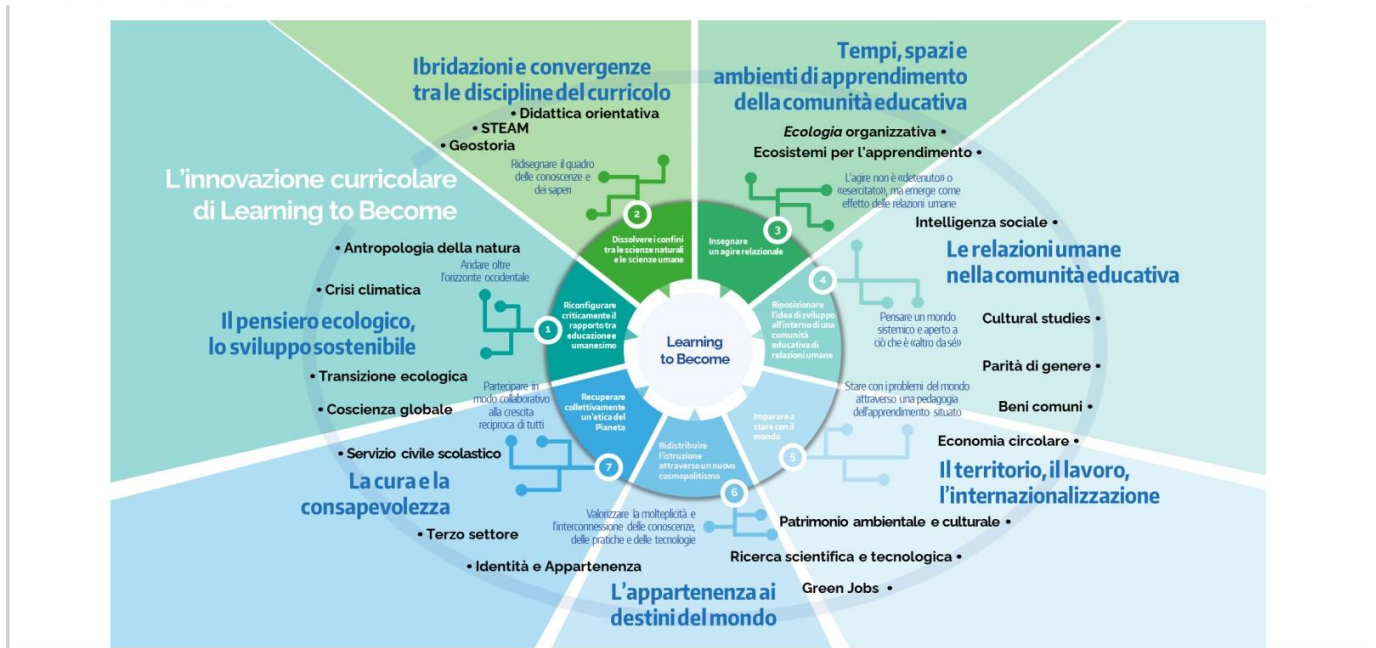 L'innovazione curricolare
di Learning to Become
Ibridazioni e convergenze
tra le discipline del curricolo
• Didattica orientativa
• STEAM
• Geostoria
Ridisegnare il quadro
delle conoscenze e
dei saperi
2
Dissolvere i confini
tra le scienze naturali
e le scienze umane
Tempi, spazi e
ambienti di apprendimento
della comunità educativa
Ecologia organizzativa •
Ecosistemi per l'apprendimento •
L'agire non è «detenuto» o
«esercitato», ma emerge come
effetto delle relazioni umane
3
Insegnare
un agire relazionale
Intelligenza sociale •
Le relazioni umane
nella comunità educativa
4
Riposizionare
l'idea di sviluppo
all'interno di una
comunità
educativa di
relazioni umane
Pensare un mondo
sistemico e aperto a
ciò che è «altro da sé»
Cultural studies •
Parità di genere •
Beni comuni •
Stare con i problemi del mondo
attraverso una pedagogia
dell'apprendimento situato
Imparare a
stare con il
mondo
5
Economia circolare •
Il territorio, il lavoro,
l'internazionalizzazione
Patrimonio ambientale e culturale •
Ricerca scientifica e tecnologica •
Green Jobs •
Ridistribuire
l'istruzione
attraverso un nuovo
cosmopolitismo
6
Valorizzare la molteplicità e
l'interconnessione delle conoscenze,
delle pratiche e delle tecnologie
L'appartenenza ai
destini del mondo
Recuperare
collettivamente
un'etica del
Pianeta
7
Partecipare in
modo collaborativo
alla crescita
reciproca di tutti
• Servizio civile scolastico
La cura e la
consapevolezza
• Terzo settore
• Identità e Appartenenza
• Antropologia della natura
Andare oltre
l'orizzonte occidentale
• Crisi climatica
1
Riconfigurare
criticamente il
rapporto tra
educazione e
umanesimo
Il pensiero ecologico,
lo sviluppo sostenibile
• Transizione ecologica
• Coscienza globale
Learning
to Become